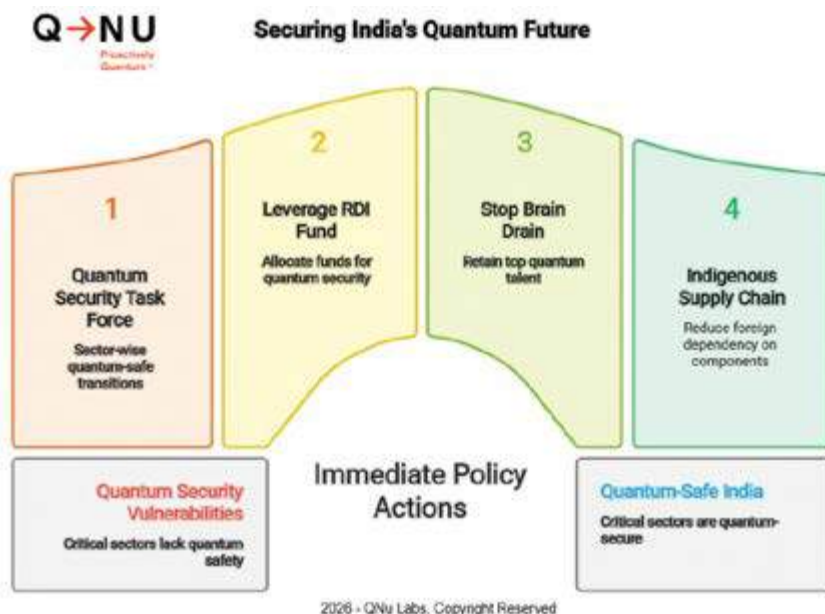 Q→NU
Proactively
Quantum
Securing India's Quantum Future
1
Quantum
Security Task
Force
Sector-wise
quantum-safe
transitions
2
Leverage RDI
Fund
Allocate funds for
quantum security
3
Stop Brain
Drain
Retain top quantum
talent
4
Indigenous
Supply Chain
Reduce foreign
dependency on
components
Quantum Security
Vulnerabilities
Critical sectors lack quantum
safety
Immediate Policy
Actions
Quantum-Safe India
Critical sectors are quantum-
secure
2026 - QNu Labs. Copyright Reserved